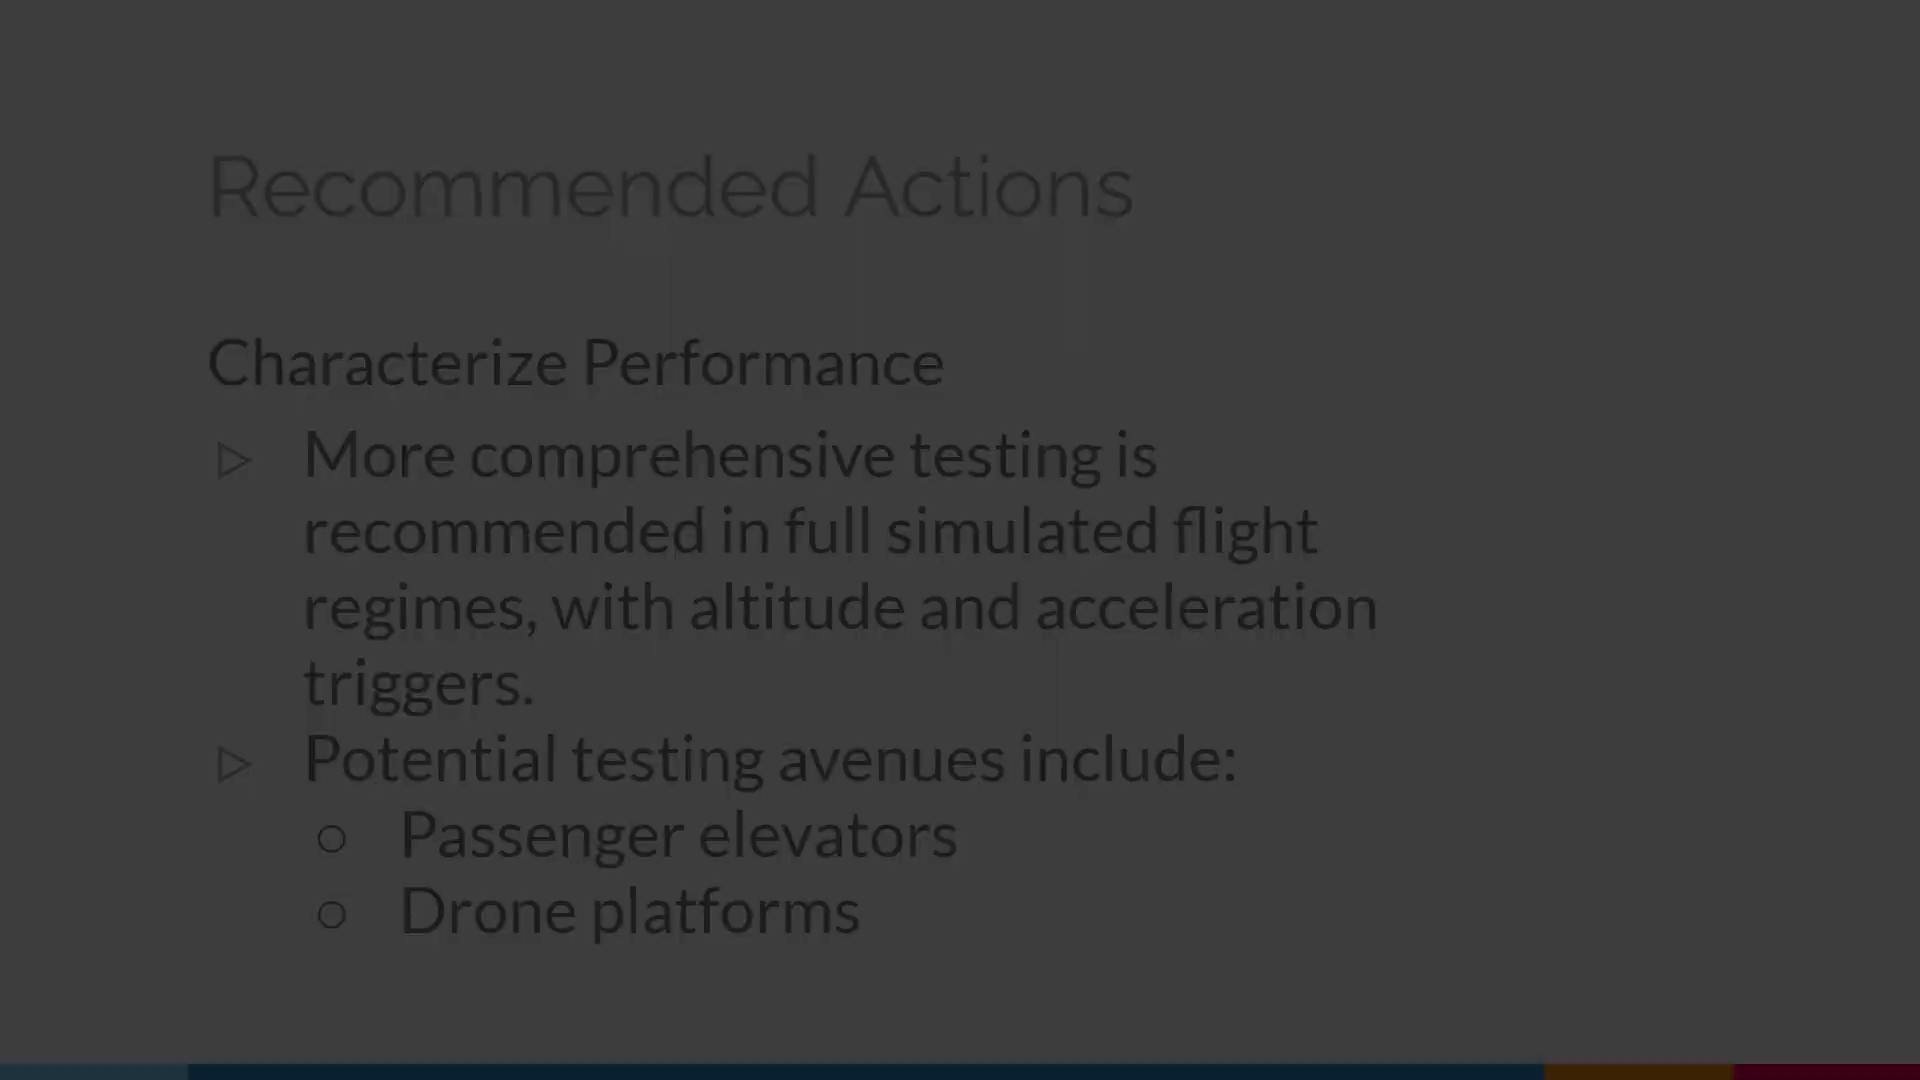 Recommended Actions
Characterize Performance
▷ More comprehensive testing is
recommended in full simulated flight
regimes, with altitude and acceleration
triggers.
▷ Potential testing avenues include:
○ Passenger elevators
○ Drone platforms